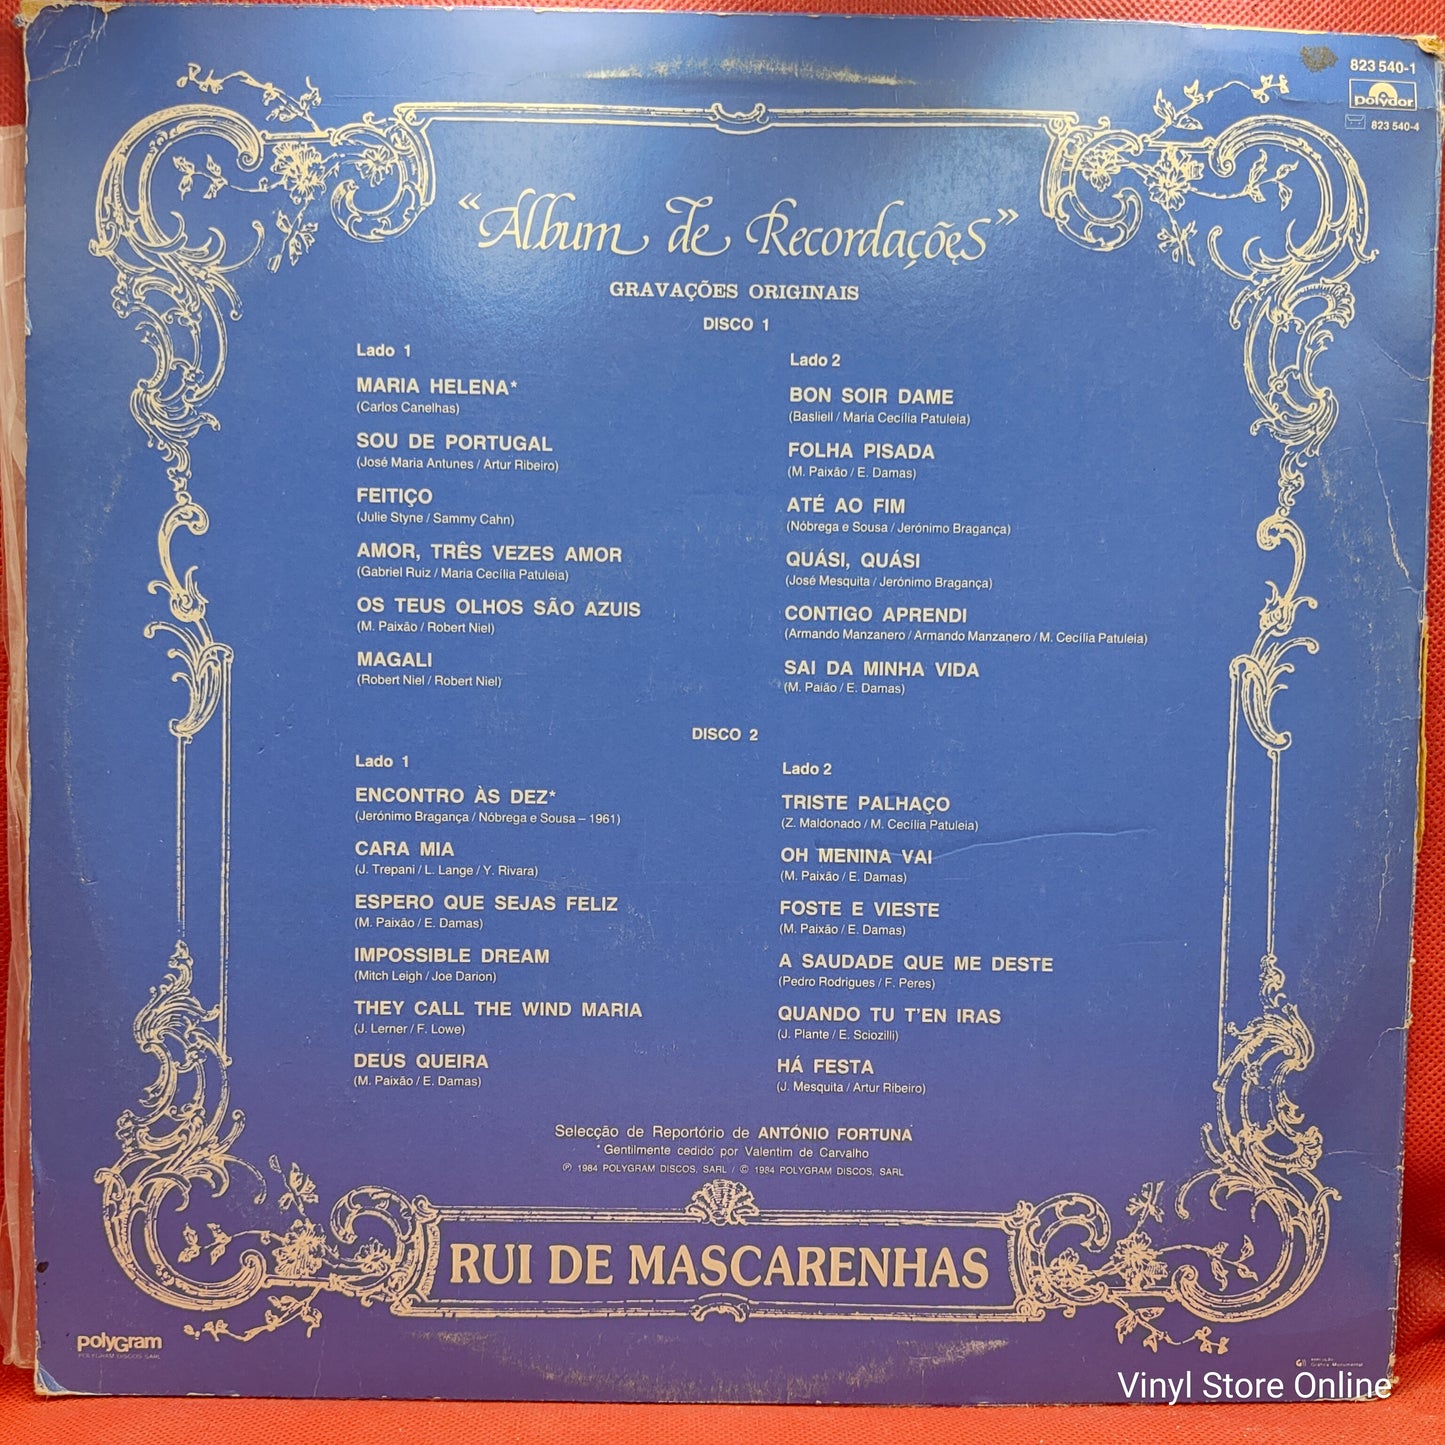 823 540-1
polydor
823 540-4
“Álbum de Recordações”
GRAVAÇÕES ORIGINAIS
DISCO 1
Lado 1
MARIA HELENA*
(Carlos Canelhas)
SOU DE PORTUGAL
(José Maria Antunes / Artur Ribeiro)
FEITIÇO
(Julie Styne / Sammy Cahn)
AMOR, TRÊS VEZES AMOR
(Gabriel Ruiz / Maria Cecília Patuleia)
OS TEUS OLHOS SÃO AZUIS
(M. Paixão / Robert Niel)
MAGALI
(Robert Niel / Robert Niel)
Lado 2
BON SOIR DAME
(Basliell / Maria Cecília Patuleia)
FOLHA PISADA
(M. Paixão / E. Damas)
ATÉ AO FIM
(Nóbrega e Sousa / Jerónimo Bragança)
QUÁSI, QUÁSI
(José Mesquita / Jerónimo Bragança)
CONTIGO APRENDI
(Armando Manzanero / Armando Manzanero / M. Cecília Patuleia)
SAI DA MINHA VIDA
(M. Paião / E. Damas)
DISCO 2
Lado 1
ENCONTRO ÀS DEZ*
(Jerónimo Bragança / Nóbrega e Sousa – 1961)
CARA MIA
(J. Trepani / L. Lange / Y. Rivara)
ESPERO QUE SEJAS FELIZ
(M. Paixão / E. Damas)
IMPOSSIBLE DREAM
(Mitch Leigh / Joe Darion)
THEY CALL THE WIND MARIA
(J. Lerner / F. Lowe)
DEUS QUEIRA
(M. Paixão / E. Damas)
Lado 2
TRISTE PALHAÇO
(Z. Maldonado / M. Cecília Patuleia)
OH MENINA VAI
(M. Paixão / E. Damas)
FOSTE E VIESTE
(M. Paixão / E. Damas)
A SAUDADE QUE ME DESTE
(Pedro Rodrigues / F. Peres)
QUANDO TU T'EN IRAS
(J. Plante / E. Sciozilli)
HÁ FESTA
(J. Mesquita / Artur Ribeiro)
Selecção de Reportório de ANTÓNIO FORTUNA
*Gentilmente cedido por Valentim de Carvalho
℗ 1984 POLYGRAM DISCOS, SARL / © 1984 POLYGRAM DISCOS, SARL
RUI DE MASCARENHAS
polyGram
POLYGRAM DISCOS SARL
Gráfica Monumental
Vinyl Store Online